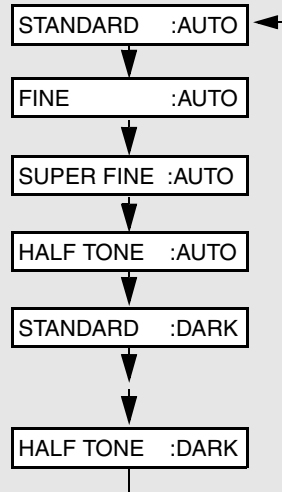 STANDARD :AUTO
FINE :AUTO
SUPER FINE :AUTO
HALF TONE :AUTO
STANDARD :DARK
HALF TONE :DARK